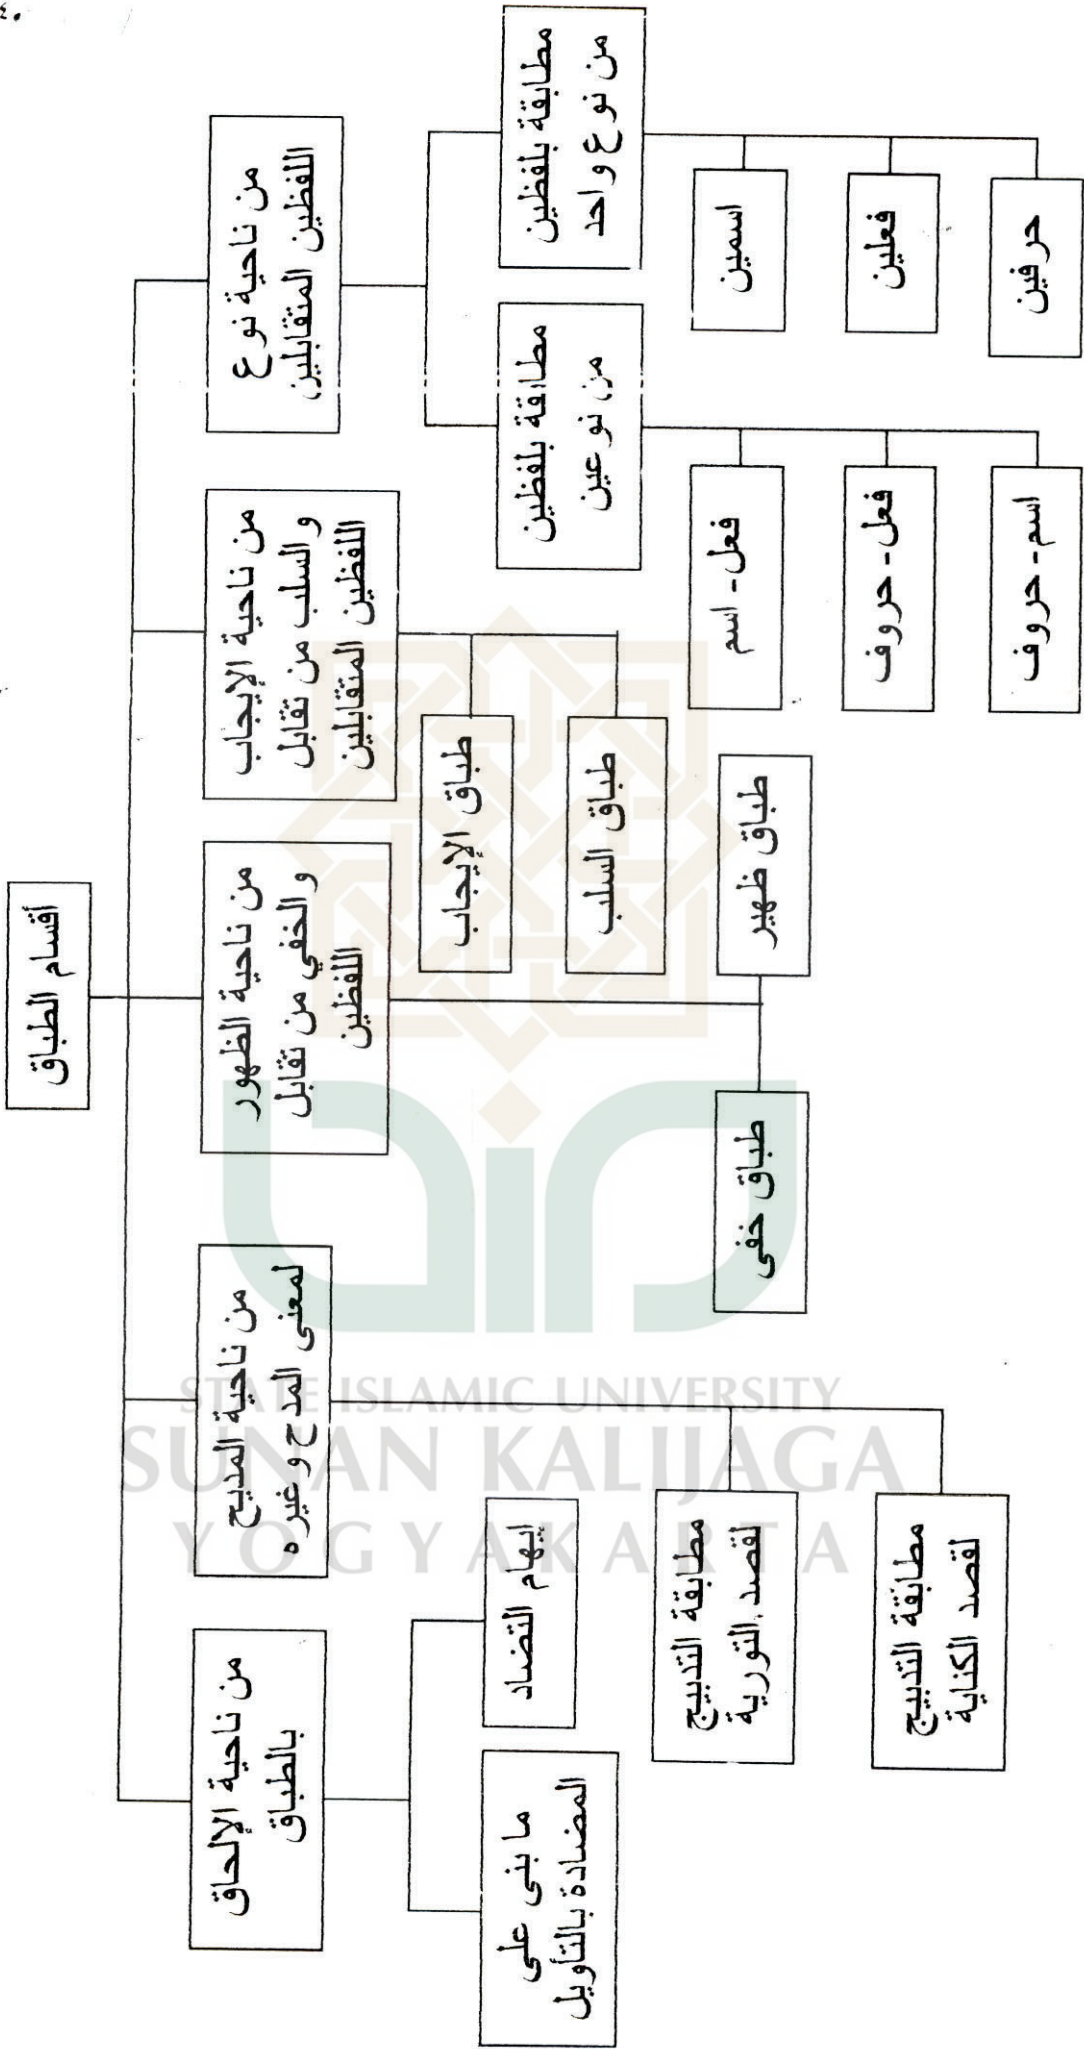 أقسام الطباق
من ناحية نوع
اللفظين المتقابلين
من ناحية الإيجاب
و السلب من تقابل
اللفظين المتقابلين
من ناحية الظهور
و الخفي من تقابل
اللفظين
من ناحية المديح
لمعنى المدح و غيره
من ناحية الإلحاق
بالطباق
مطابقة بلفظين
من نوع واحد
مطابقة بلفظين
من نوعين
اسمين
فعلين
حرفين
فعل - اسم
فعل - حروف
اسم - حروف
طباق الإيجاب
طباق السلب
طباق ظهير
طباق خفى
مطابقة التدبيج
لقصد التورية
مطابقة التدبيج
لقصد الكناية
إيهام التضاد
ما بنى على
المضادة بالتأويل
STATE ISLAMIC UNIVERSITY
SUNAN KALIJAGA
YOGYAKARTA